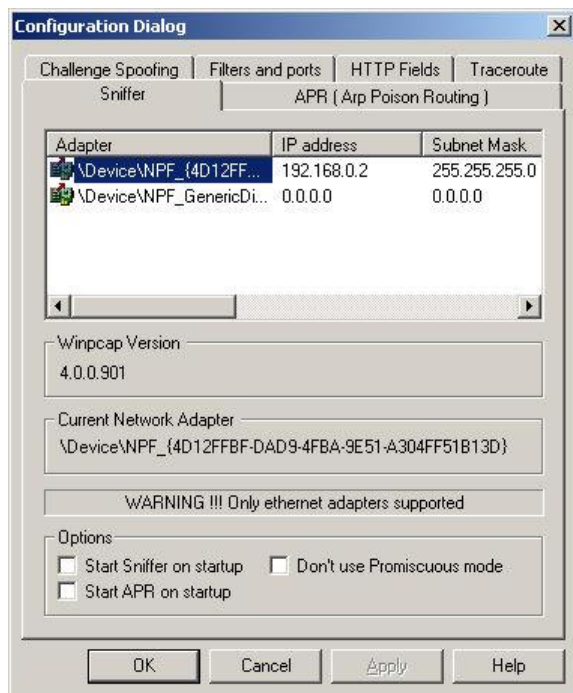 Configuration Dialog
Challenge Spoofing
Filters and ports
HTTP Fields
Traceroute
Sniffer
APR ( Arp Poison Routing )
Adapter IP address Subnet Mask
\Device\NPF_{4D12FF... 192.168.0.2 255.255.255.0
\Device\NPF_GenericDi... 0.0.0.0 0.0.0.0
Winpcap Version
4.0.0.901
Current Network Adapter
\Device\NPF_{4D12FFBF-DAD9-4FBA-9E51-A304FF51B13D}
WARNING !!! Only ethernet adapters supported
Options
Start Sniffer on startup
Don't use Promiscuous mode
Start APR on startup
OK
Cancel
Apply
Help